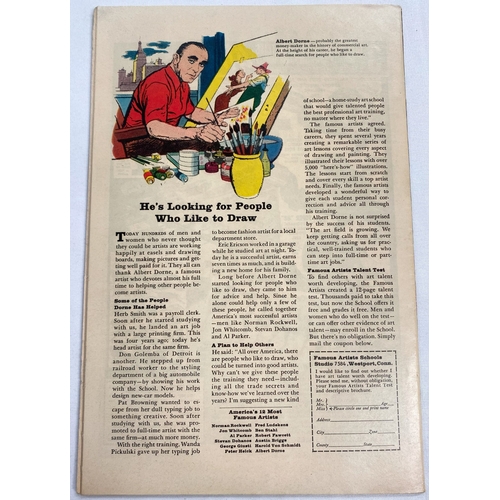 Albert Dorne—probably the greatest
money-maker in the history of commercial art.
At the height of his career, he began a
full-time search for people who like to draw.
He's Looking for People
Who Like to Draw
TODAY HUNDREDS of men and
women who never thought
they could be artists are working
happily at easels and drawing
boards, making pictures and get-
ting well paid for it. They all can
thank Albert Dorne, a famous
artist who devotes almost his full
time to helping other people be-
come artists.
Some of the People
Dorne Has Helped
Herb Smith was a payroll clerk.
Soon after he started studying
with us, he landed an art job
with a large printing firm. This
was four years ago; today he's
head artist for the same firm.
Don Golemba of Detroit is
another. He stepped up from
railroad worker to the styling
department of a big automobile
company—by showing his work
with the School. Now he helps
design new-car models.
Pat Browning wanted to es-
cape from her dull typing job to
something creative. Soon after
studying with us, she was pro-
moted to full-time artist with the
same firm—at much more money.
With the right training, Wanda
Pickulski gave up her typing job
to become fashion artist for a local
department store.
Eric Ericson worked in a garage
while he studied art at night. To-
day he is a successful artist, earns
seven times as much, and is build-
ing a new home for his family.
Long before Albert Dorne
started looking for people who
like to draw, they came to him
for advice and help. Since he
alone could help only a few of
these people, he called together
America's most successful artists
—men like Norman Rockwell,
Jon Whitcomb, Stevan Dohanos
and Al Parker.
A Plan to Help Others
He said: "All over America, there
are people who like to draw, who
could be turned into good artists.
Why can't we give these people
the training they need—includ-
ing all the trade secrets and
know-how we've learned over the
years? I'm suggesting a new kind
America's 12 Most
Famous Artists
Norman Rockwell Fred Ludekens
Jon Whitcomb Ben Stahl
Al Parker Robert Fawcett
Stevan Dohanos Austin Briggs
George Giusti Harold Von Schmidt
Peter Helck Albert Dorne
of school—a home-study art school
that would give talented people
the best professional art training,
no matter where they live."
The famous artists agreed.
Taking time from their busy
careers, they spent several years
creating a remarkable series of
art lessons covering every aspect
of drawing and painting. They
illustrated their lessons with over
5,000 "here's-how" illustrations.
The lessons start from scratch
and cover every skill a top artist
needs. Finally, the famous artists
developed a wonderful way to
give each student personal cor-
rection and advice all through
his training.
Albert Dorne is not surprised
by the success of his students.
"The art field is growing. We
keep getting calls from all over
the country, asking us for prac-
tical, well-trained students who
can step into full-time or part-
time art jobs."
Famous Artists Talent Test
To find others with art talent
worth developing, the Famous
Artists created a 12-page talent
test. Thousands paid to take this
test, but now the School offers it
free and grades it free. Men and
women who do well on the test—
it can offer other evidence of art
talent—may enroll in the School.
But there's no obligation. Simply
mail the coupon below.
Famous Artists Schools
Studio 7384, Westport, Conn.
I would like to find out whether I
have art talent worth developing.
Please send me, without obligation,
your Famous Artists Talent Test
and descriptive brochure.
Mr.
Mrs. Age
Miss Please circle one and print name
Address
City Zone
County State